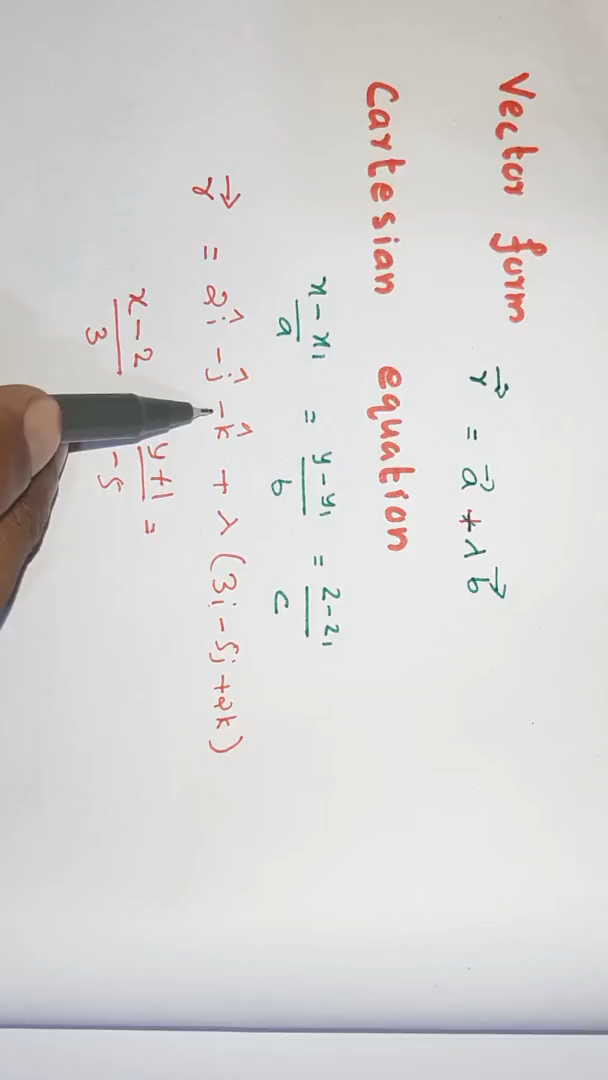 Vector form r⃗ = a⃗ + λb⃗
Cartesian equation
x-x₁/a = y-y₁/b = z-z₁/c
r⃗ = 2î - ĵ - k̂ + λ (3i - 5j + 2k)
x-2/3 y+1/-5 =